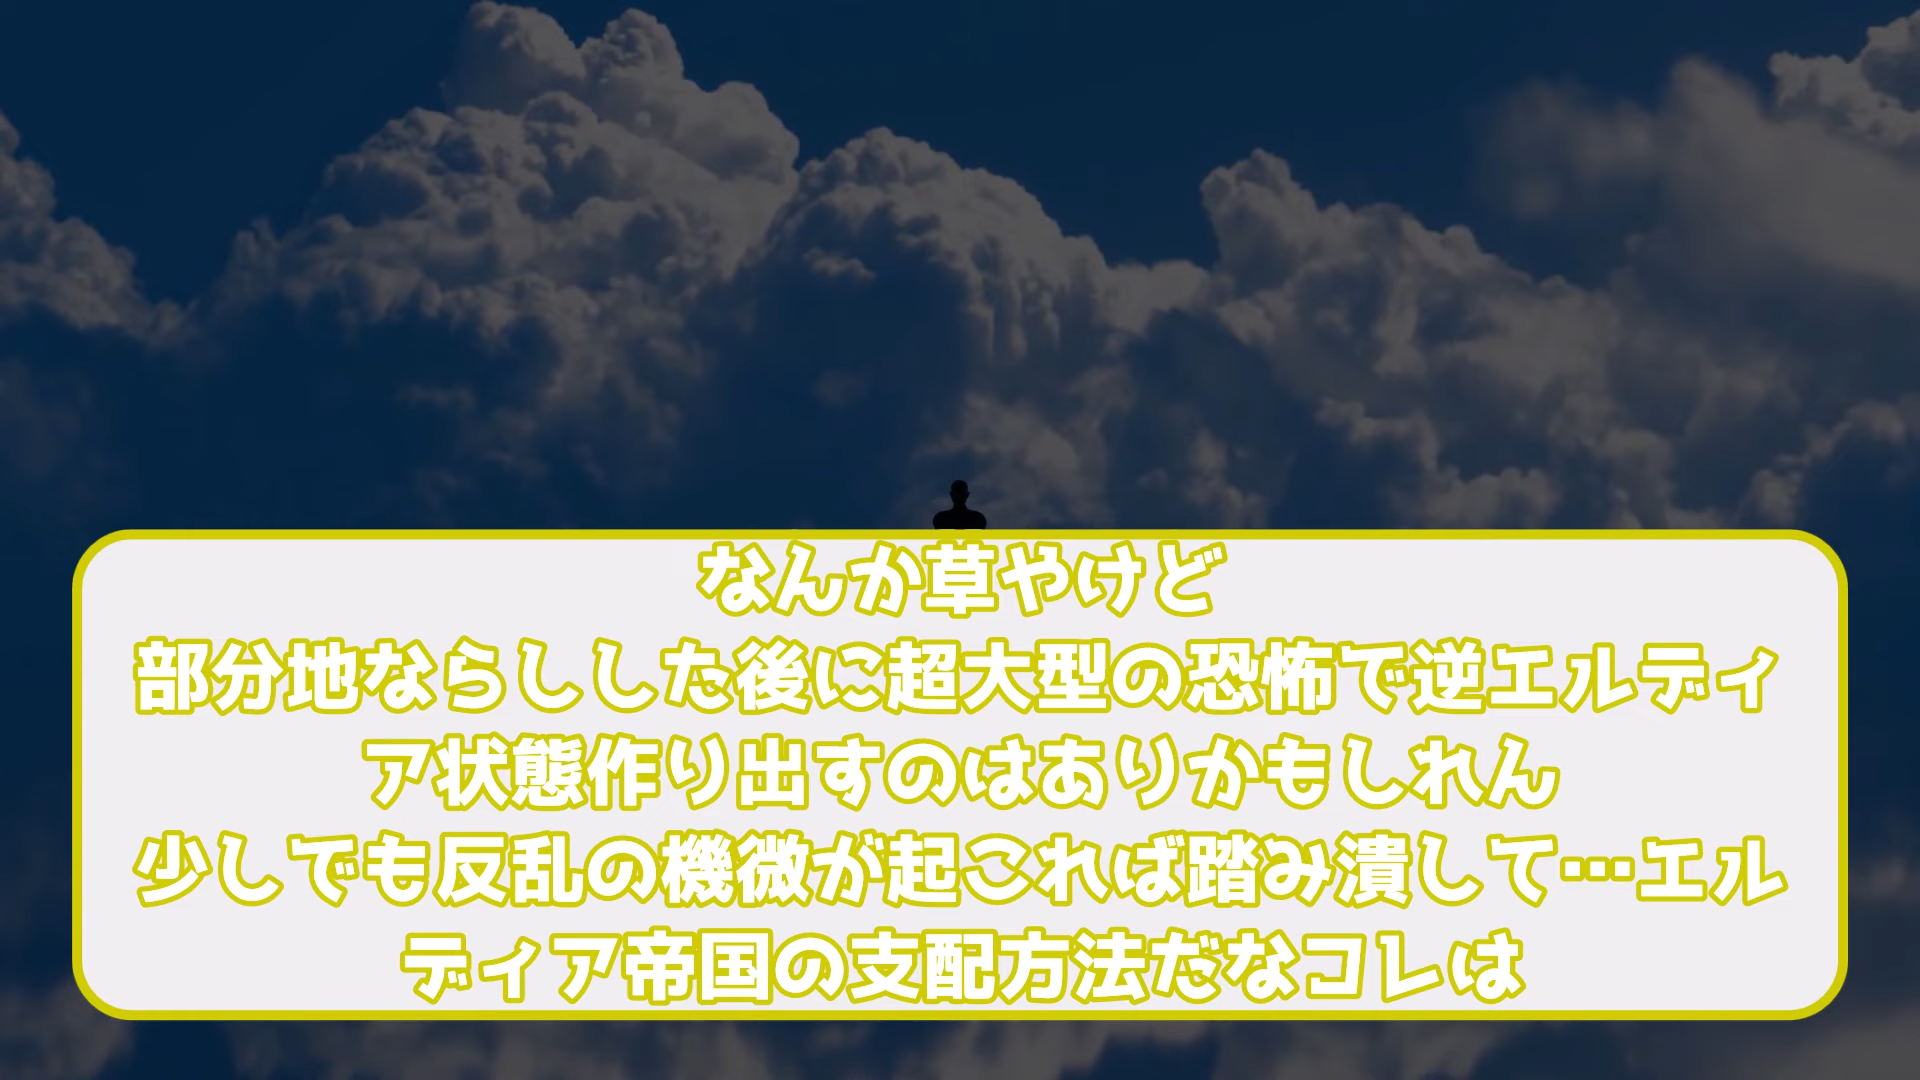 なんか草やけど
部分地ならしした後に超大型の恐怖で逆エルディ
ア状態作り出すのはありかもしれん
少しでも反乱の機微が起これば踏み潰して…エル
ディア帝国の支配方法だなコレは